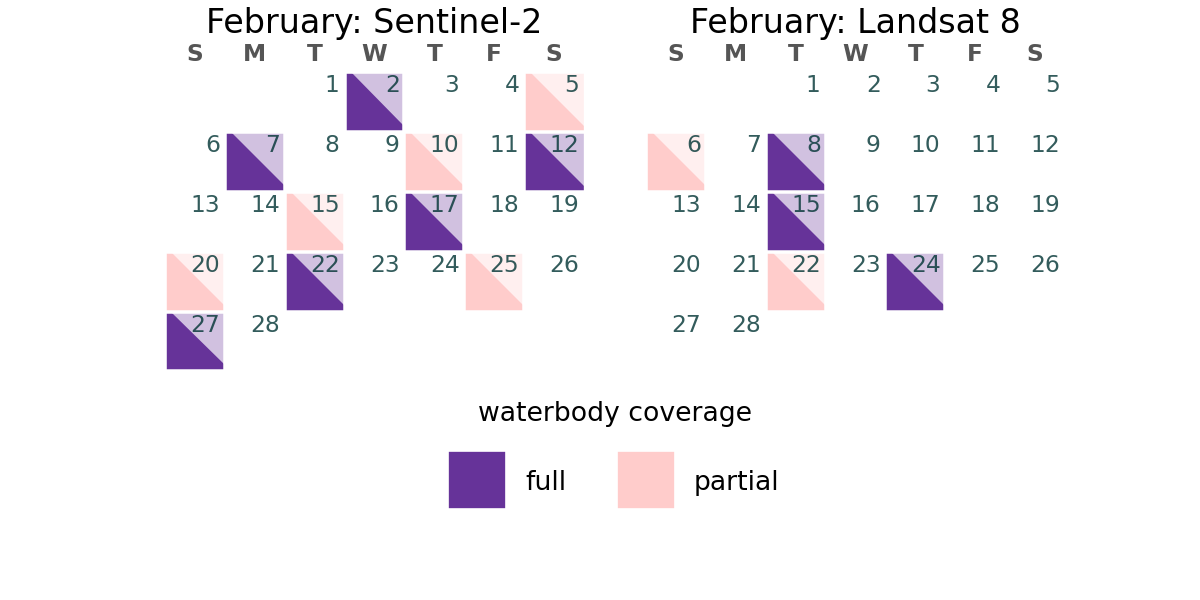 February: Sentinel-2
S M T W T F S
1 2 3 4 5
6 7 8 9 10 11 12
13 14 15 16 17 18 19
20 21 22 23 24 25 26
27 28
February: Landsat 8
S M T W T F S
1 2 3 4 5
6 7 8 9 10 11 12
13 14 15 16 17 18 19
20 21 22 23 24 25 26
27 28
waterbody coverage
full partial